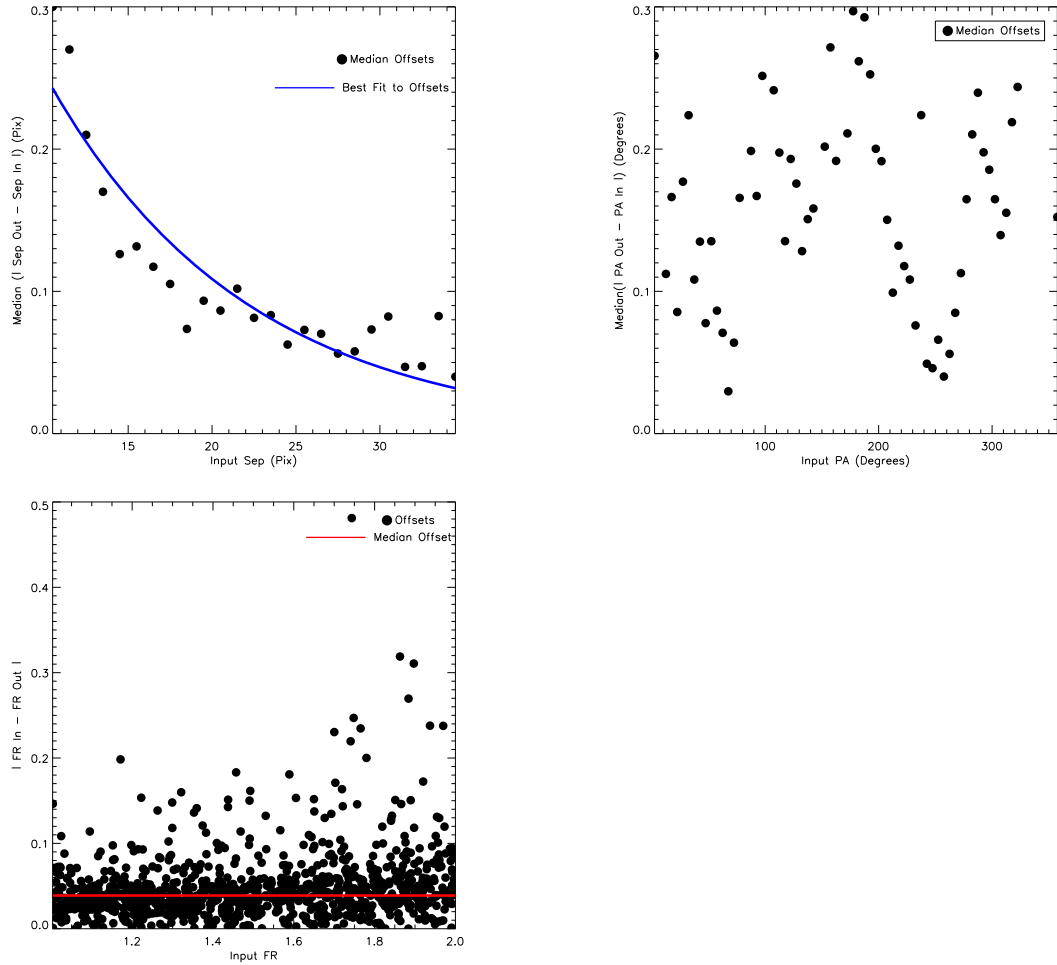 0.3
0.2
0.1
0.0
Median (| Sep Out – Sep In |) (Pix)
Median Offsets
Best Fit to Offsets
15
20
25
30
Input Sep (Pix)
0.3
0.2
0.1
0.0
Median(| PA Out – PA In |) (Degrees)
Median Offsets
100
200
300
Input PA (Degrees)
0.5
0.4
0.3
0.2
0.1
0.0
| FR In – FR Out |
Offsets
Median Offset
1.2
1.4
1.6
1.8
2.0
Input FR